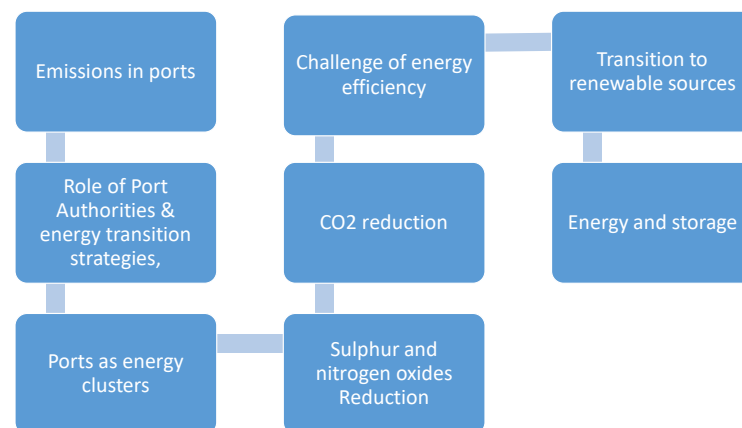 Emissions in ports
Role of Port
Authorities &
energy transition
strategies,
Ports as energy
clusters
Sulphur and
nitrogen oxides
Reduction
CO2 reduction
Challenge of energy
efficiency
Transition to
renewable sources
Energy and storage